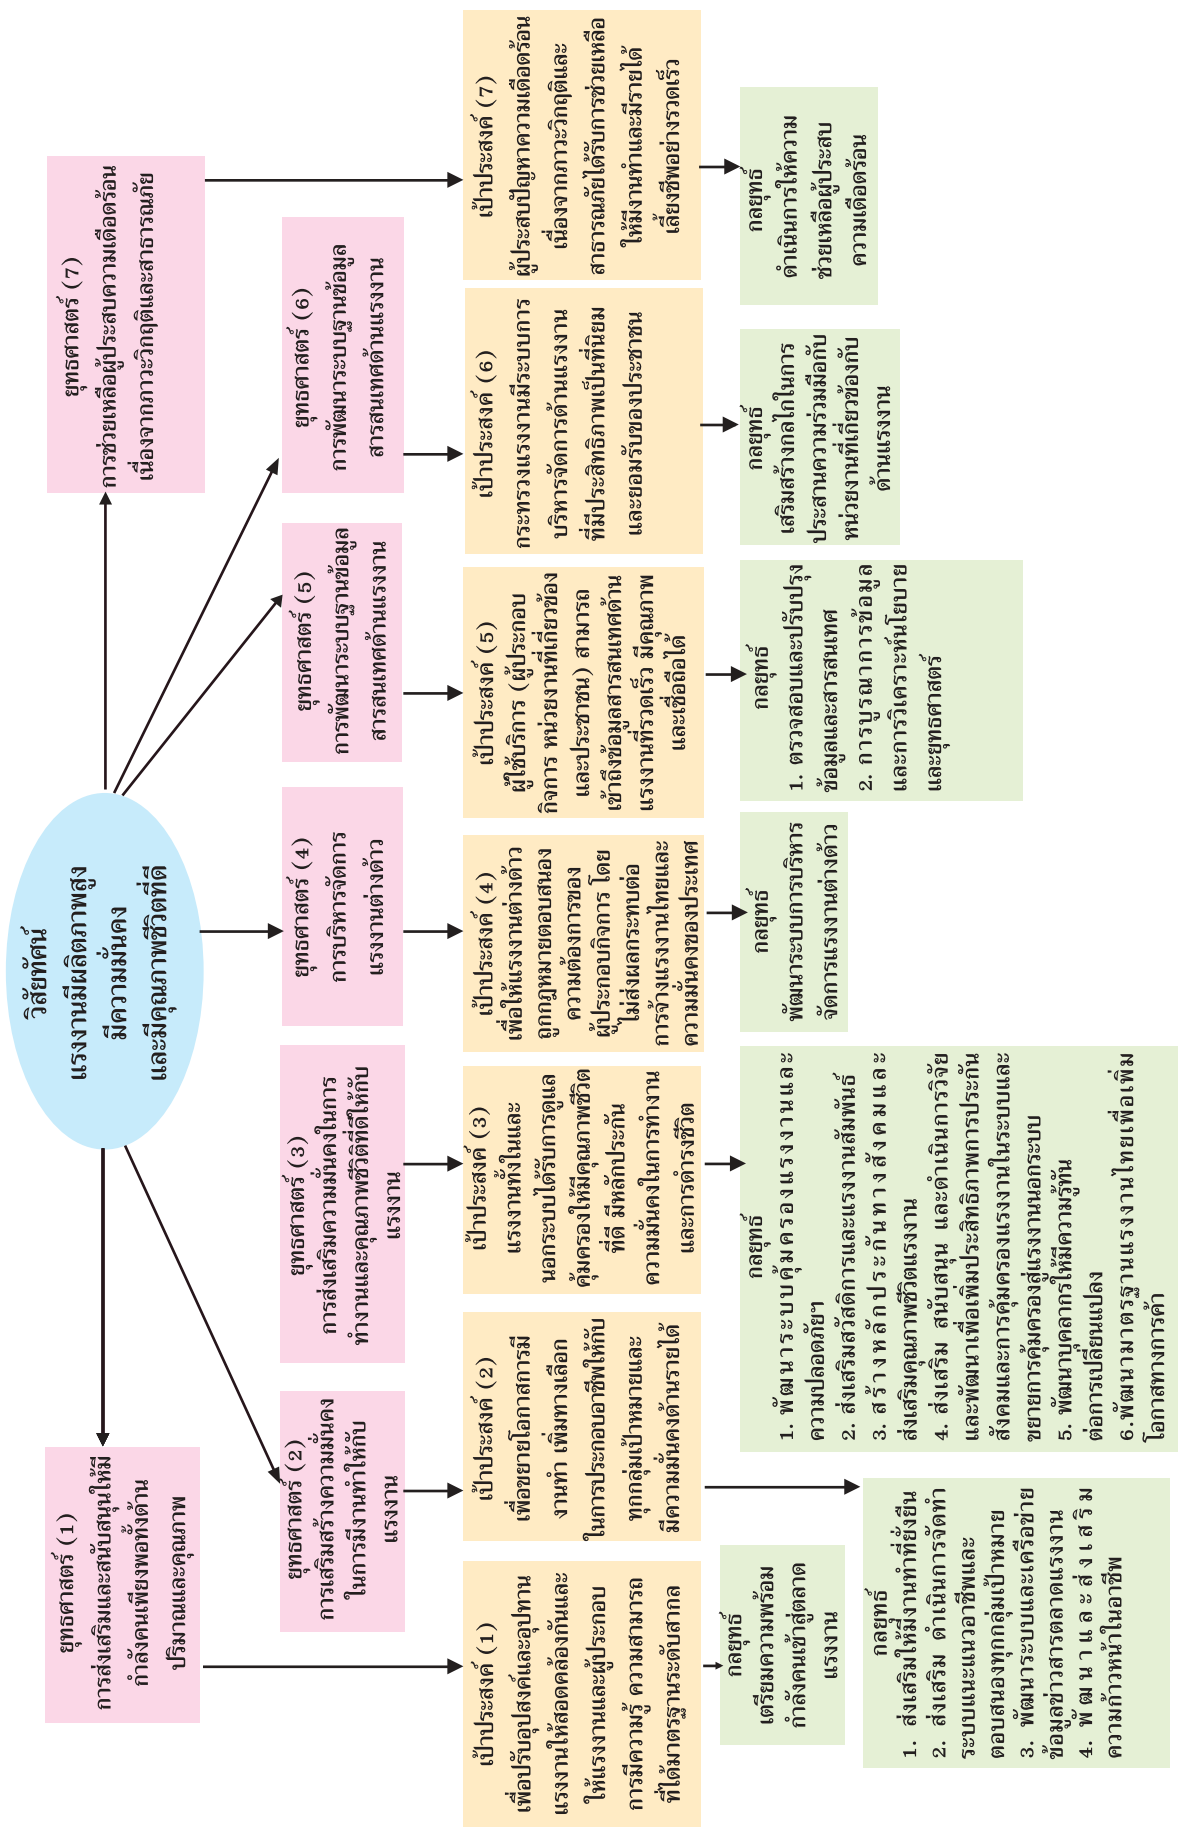 วิสัยทัศน์
แรงงานมีผลิตภาพสูง
มีความมั่นคง
และมีคุณภาพชีวิตที่ดี
ยุทธศาสตร์ (1)
การส่งเสริมและสนับสนุนให้มี
กำลังคนเพียงพอทั้งด้าน
ปริมาณและคุณภาพ
ยุทธศาสตร์ (2)
การเสริมสร้างความมั่นคง
ในการมีงานทำให้กับ
แรงงาน
ยุทธศาสตร์ (3)
การส่งเสริมความมั่นคงในการ
ทำงานและคุณภาพชีวิตที่ดีให้กับ
แรงงาน
ยุทธศาสตร์ (4)
การบริหารจัดการ
แรงงานต่างด้าว
ยุทธศาสตร์ (5)
การพัฒนาระบบฐานข้อมูล
สารสนเทศด้านแรงงาน
ยุทธศาสตร์ (6)
การพัฒนาระบบฐานข้อมูล
สารสนเทศด้านแรงงาน
ยุทธศาสตร์ (7)
การช่วยเหลือผู้ประสบความเดือดร้อน
เนื่องจากภาวะวิกฤติและสาธารณภัย
เป้าประสงค์ (1)
เพื่อปรับอุปสงค์และอุปทาน
แรงงานให้สอดคล้องกันและ
ให้แรงงานและผู้ประกอบ
การมีความรู้ ความสามารถ
ที่ได้มาตรฐานระดับสากล
เป้าประสงค์ (2)
เพื่อขยายโอกาสการมี
งานทำ เพิ่มทางเลือก
ในการประกอบอาชีพให้กับ
ทุกกลุ่มเป้าหมายและ
มีความมั่นคงด้านรายได้
เป้าประสงค์ (3)
แรงงานทั้งในและ
นอกระบบได้รับการดูแล
คุ้มครองให้มีคุณภาพชีวิต
ที่ดี มีหลักประกัน
ความมั่นคงในการทำงาน
และการดำรงชีวิต
เป้าประสงค์ (4)
เพื่อให้แรงงานต่างด้าว
ถูกกฎหมายตอบสนอง
ความต้องการของ
ผู้ประกอบกิจการ โดย
ไม่ส่งผลกระทบต่อ
การจ้างแรงงานไทยและ
ความมั่นคงของประเทศ
เป้าประสงค์ (5)
ผู้ใช้บริการ (ผู้ประกอบ
กิจการ หน่วยงานที่เกี่ยวข้อง
และประชาชน) สามารถ
เข้าถึงข้อมูลสารสนเทศด้าน
แรงงานที่รวดเร็ว มีคุณภาพ
และเชื่อถือได้
เป้าประสงค์ (6)
กระทรวงแรงงานมีระบบการ
บริหารจัดการด้านแรงงาน
ที่มีประสิทธิภาพเป็นที่นิยม
และยอมรับของประชาชน
เป้าประสงค์ (7)
ผู้ประสบปัญหาความเดือดร้อน
เนื่องจากภาวะวิกฤติและ
สาธารณภัยได้รับการช่วยเหลือ
ให้มีงานทำและมีรายได้
เลี้ยงชีพอย่างรวดเร็ว
กลยุทธ์
เตรียมความพร้อม
กำลังคนเข้าสู่ตลาด
แรงงาน
กลยุทธ์
1. ส่งเสริมให้มีงานทำที่ยั่งยืน
2. ส่งเสริม ดำเนินการจัดทำ
ระบบแนะแนวอาชีพและ
ตอบสนองทุกกลุ่มเป้าหมาย
3. พัฒนาระบบและเครือข่าย
ข้อมูลข่าวสารตลาดแรงงาน
4. พัฒนาและส่งเสริม
ความก้าวหน้าในอาชีพ
กลยุทธ์
1. พัฒนาระบบคุ้มครองแรงงานและ
ความปลอดภัยฯ
2. ส่งเสริมสวัสดิการและแรงงานสัมพันธ์
3. สร้างหลักประกันทางสังคมและ
ส่งเสริมคุณภาพชีวิตแรงงาน
4. ส่งเสริม สนับสนุน และดำเนินการวิจัย
และพัฒนาเพื่อเพิ่มประสิทธิภาพการประกัน
สังคมและการคุ้มครองแรงงานในระบบและ
ขยายการคุ้มครองสู่แรงงานนอกระบบ
5. พัฒนาบุคลากรให้มีความรู้ทัน
ต่อการเปลี่ยนแปลง
6.พัฒนามาตรฐานแรงงานไทยเพื่อเพิ่ม
โอกาสทางการค้า
กลยุทธ์
พัฒนาระบบการบริหาร
จัดการแรงงานต่างด้าว
กลยุทธ์
1. ตรวจสอบและปรับปรุง
ข้อมูลและสารสนเทศ
2. การบูรณาการข้อมูล
และการวิเคราะห์นโยบาย
และยุทธศาสตร์
กลยุทธ์
เสริมสร้างกลไกในการ
ประสานความร่วมมือกับ
หน่วยงานที่เกี่ยวข้องกับ
ด้านแรงงาน
กลยุทธ์
ดำเนินการให้ความ
ช่วยเหลือผู้ประสบ
ความเดือดร้อน